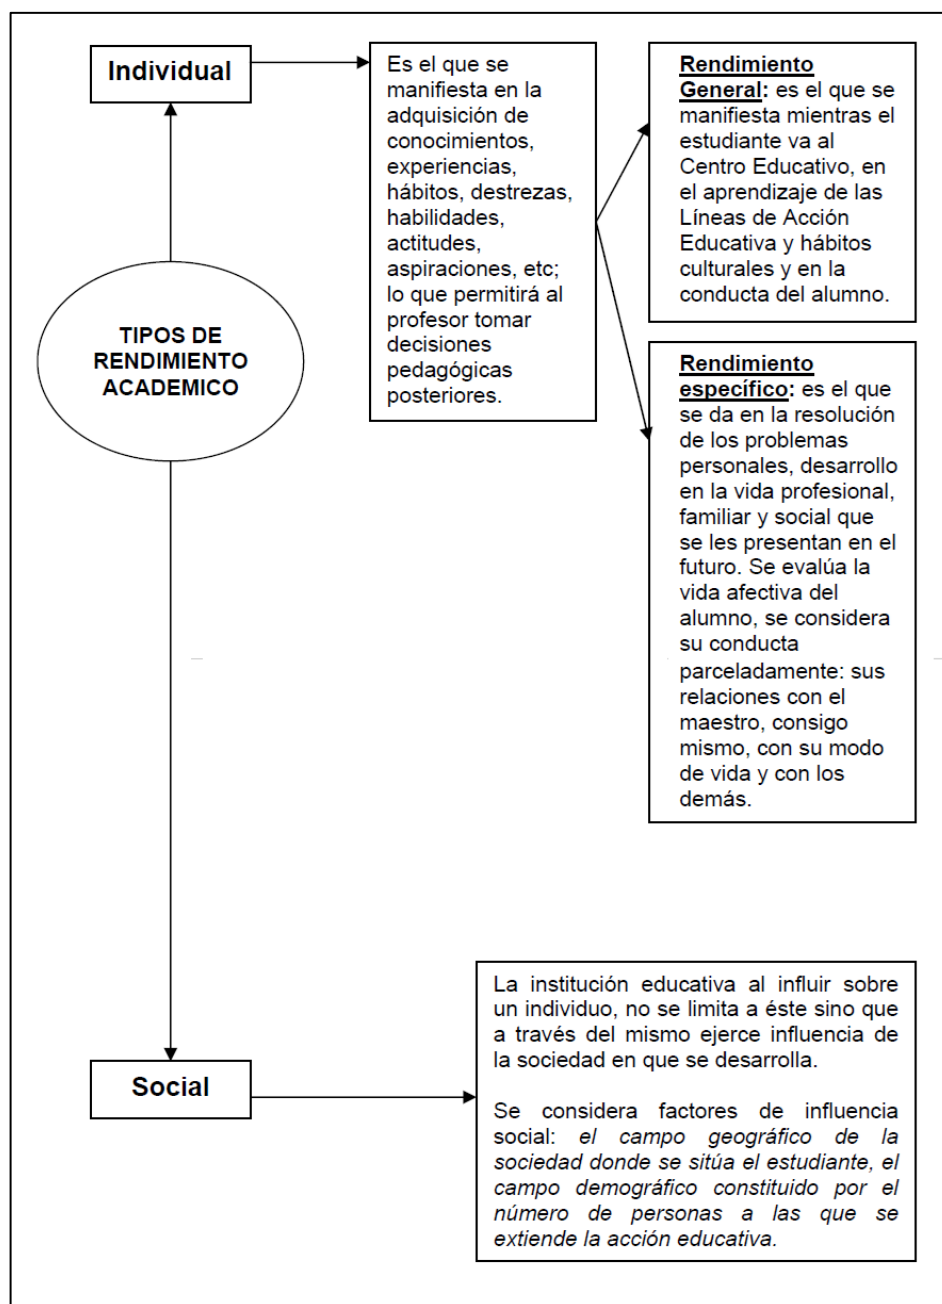 Individual
Es el que se
manifiesta en la
adquisición de
conocimientos,
experiencias,
hábitos, destrezas,
habilidades,
actitudes,
aspiraciones, etc;
lo que permitirá al
profesor tomar
decisiones
pedagógicas
posteriores.
Rendimiento
General: es el que se
manifiesta mientras el
estudiante va al
Centro Educativo, en
el aprendizaje de las
Líneas de Acción
Educativa y hábitos
culturales y en la
conducta del alumno.
TIPOS DE
RENDIMIENTO
ACADEMICO
Rendimiento
específico: es el que
se da en la resolución
de los problemas
personales, desarrollo
en la vida profesional,
familiar y social que
se les presentan en el
futuro. Se evalúa la
vida afectiva del
alumno, se considera
su conducta
parceladamente: sus
relaciones con el
maestro, consigo
mismo, con su modo
de vida y con los
demás.
Social
La institución educativa al influir sobre
un individuo, no se limita a éste sino que
a través del mismo ejerce influencia de
la sociedad en que se desarrolla.
Se considera factores de influencia
social: el campo geográfico de la
sociedad donde se sitúa el estudiante, el
campo demográfico constituido por el
número de personas a las que se
extiende la acción educativa.